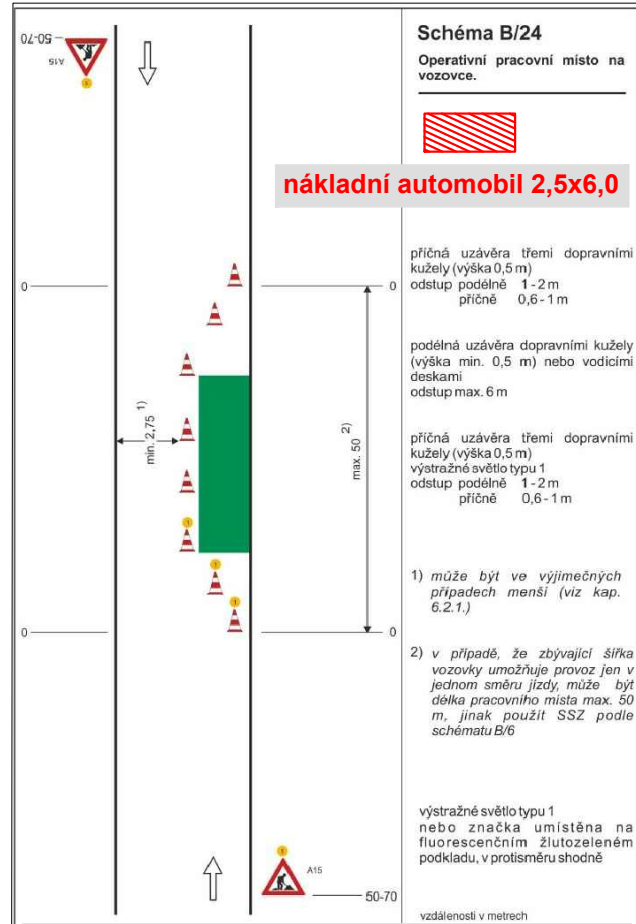 50-70
A15
1
Schéma B/24
Operativní pracovní místo na
vozovce.
nákladní automobil 2,5x6,0
0
0
příčná uzávěra třemi dopravními
kužely (výška 0,5 m)
odstup podélně 1 - 2 m
příčně 0,6 - 1 m
podélná uzávěra dopravními kužely
(výška min. 0,5 m) nebo vodicími
deskami
odstup max. 6 m
min. 2,75 1)
max. 50 2)
příčná uzávěra třemi dopravními
kužely (výška 0,5 m)
výstražné světlo typu 1
odstup podélně 1 - 2 m
příčně 0,6 - 1 m
1
1
1
0
0
1) může být ve výjimečných
případech menší (viz kap.
6.2.1.)
2) v případě, že zbývající šířka
vozovky umožňuje provoz jen v
jednom směru jízdy, může být
délka pracovního místa max. 50
m, jinak použít SSZ podle
schématu B/6
výstražné světlo typu 1
nebo značka umístěna na
fluorescenčním žlutozeleném
podkladu, v protisměru shodně
1
A15
50-70
vzdálenosti v metrech